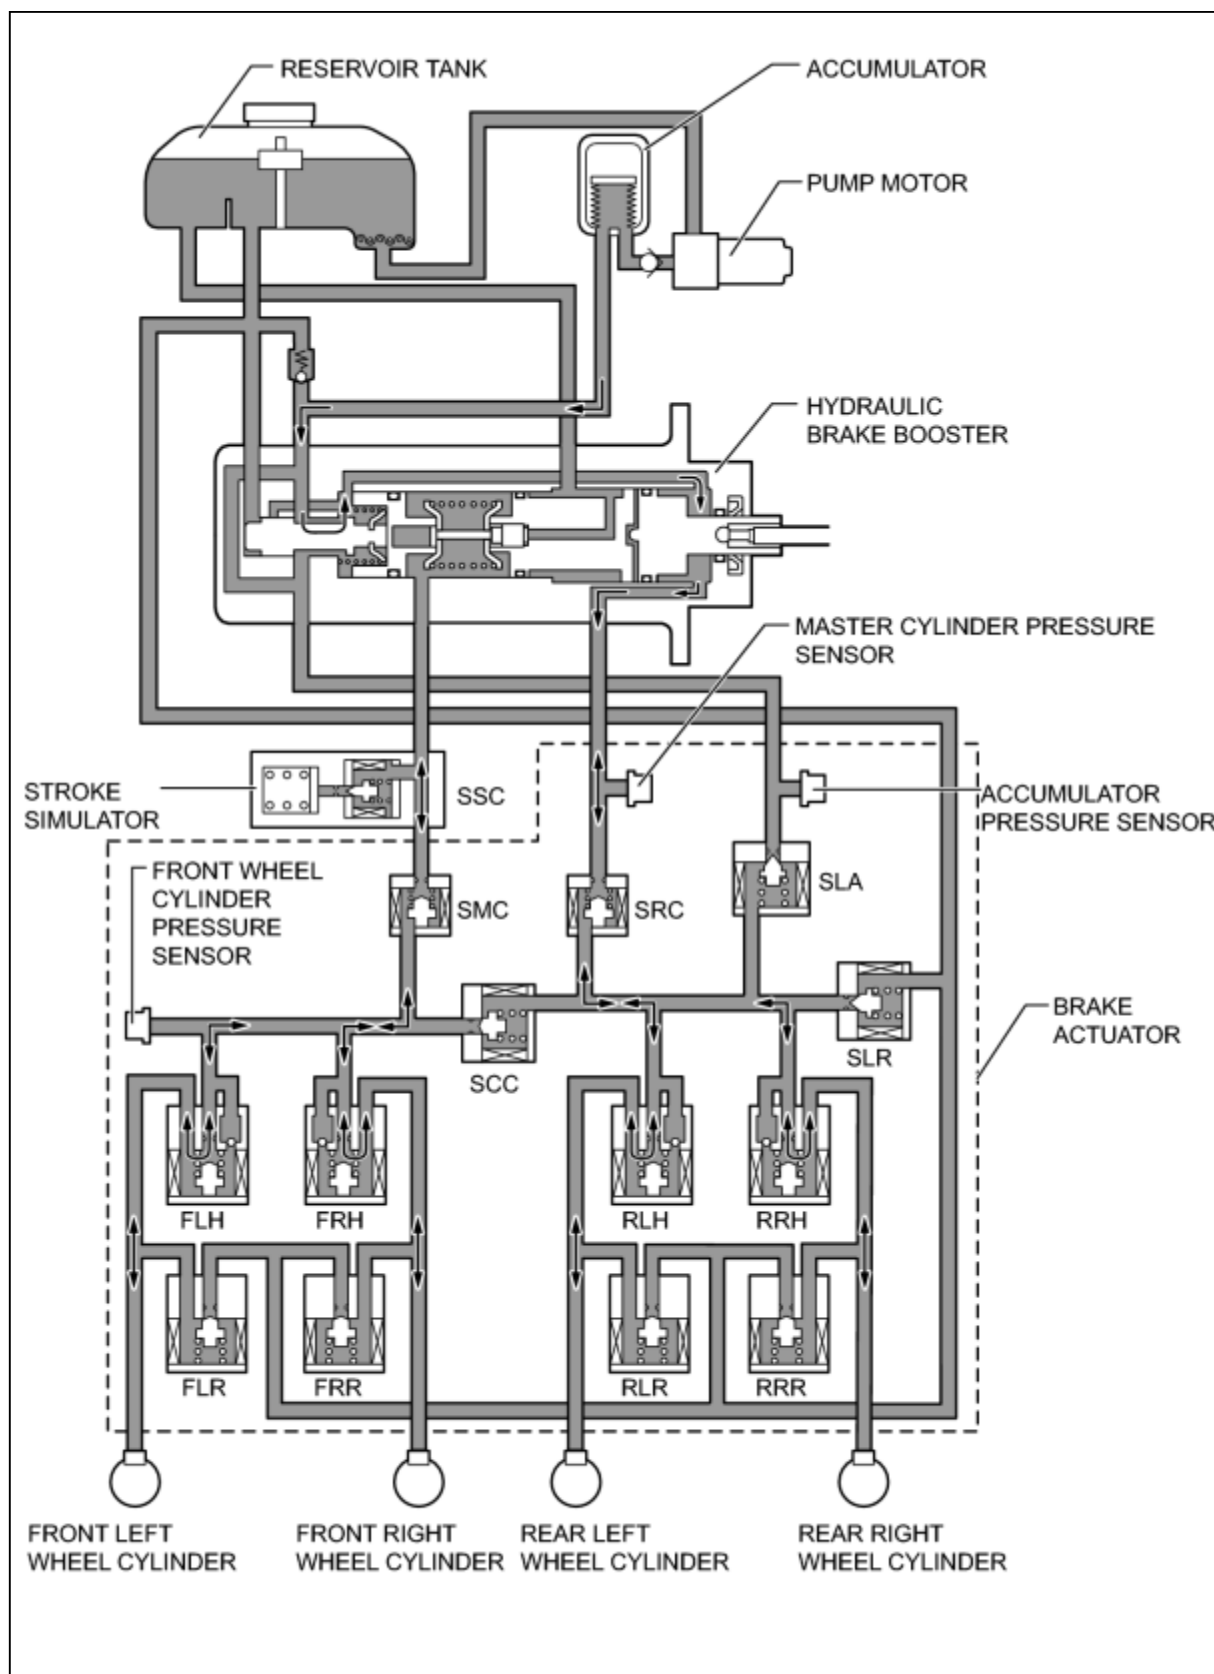 RESERVOIR TANK
ACCUMULATOR
PUMP MOTOR
HYDRAULIC
BRAKE BOOSTER
MASTER CYLINDER PRESSURE
SENSOR
STROKE
SIMULATOR
SSC
ACCUMULATOR
PRESSURE SENSOR
FRONT WHEEL
CYLINDER
PRESSURE
SENSOR
SMC
SRC
SLA
BRAKE
ACTUATOR
SCC
SLR
FLH
FRH
RLH
RRH
FLR
FRR
RLR
RRR
FRONT LEFT
WHEEL CYLINDER
FRONT RIGHT
WHEEL CYLINDER
REAR LEFT
WHEEL CYLINDER
REAR RIGHT
WHEEL CYLINDER